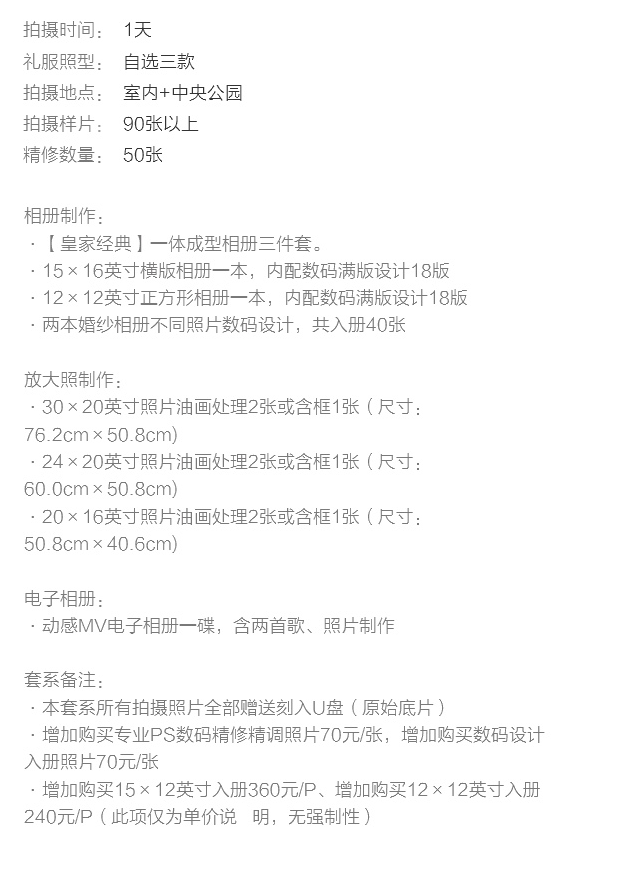 拍摄时间： 1天
礼服照型： 自选三款
拍摄地点： 室内+中央公园
拍摄样片： 90张以上
精修数量： 50张
相册制作：
·【皇家经典】一体成型相册三件套。
·15×16英寸横版相册一本，内配数码满版设计18版
·12×12英寸正方形相册一本，内配数码满版设计18版
·两本婚纱相册不同照片数码设计，共入册40张
放大照制作：
·30×20英寸照片油画处理2张或含框1张（尺寸：
76.2cm×50.8cm)
·24×20英寸照片油画处理2张或含框1张（尺寸：
60.0cm×50.8cm)
·20×16英寸照片油画处理2张或含框1张（尺寸：
50.8cm×40.6cm)
电子相册：
·动感MV电子相册一碟，含两首歌、照片制作
套系备注：
·本套系所有拍摄照片全部赠送刻入U盘（原始底片）
·增加购买专业PS数码精修精调照片70元/张，增加购买数码设计
入册照片70元/张
·增加购买15×12英寸入册360元/P、增加购买12×12英寸入册
240元/P（此项仅为单价说 明，无强制性）